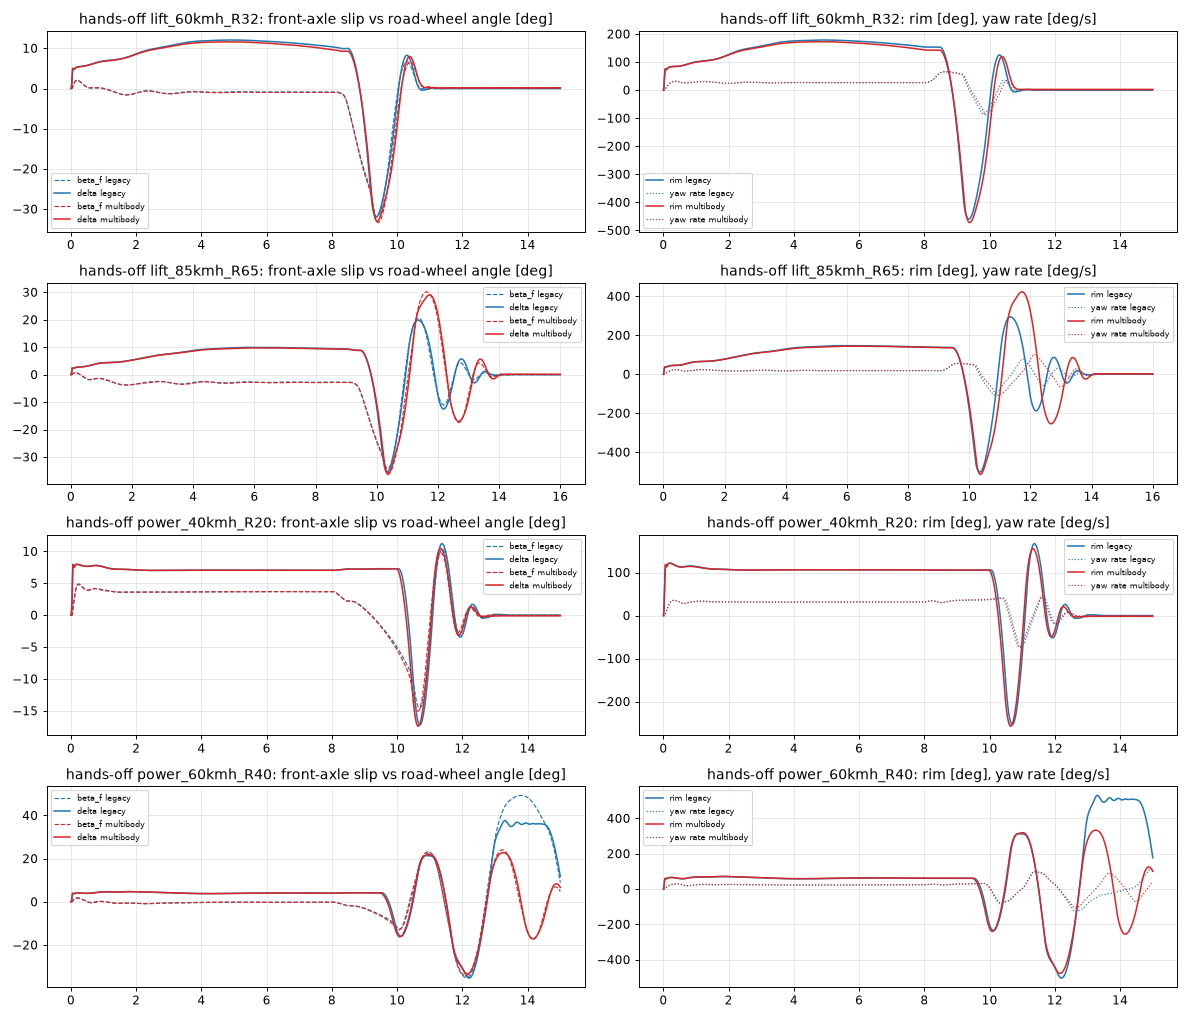 hands-off lift_60kmh_R32: front-axle slip vs road-wheel angle [deg]
10
0
−10
−20
−30
beta_f legacy
delta legacy
beta_f multibody
delta multibody
0 2 4 6 8 10 12 14
hands-off lift_60kmh_R32: rim [deg], yaw rate [deg/s]
200
100
0
−100
−200
−300
−400
−500
rim legacy
yaw rate legacy
rim multibody
yaw rate multibody
0 2 4 6 8 10 12 14
hands-off lift_85kmh_R65: front-axle slip vs road-wheel angle [deg]
30
20
10
0
−10
−20
−30
beta_f legacy
delta legacy
beta_f multibody
delta multibody
0 2 4 6 8 10 12 14 16
hands-off lift_85kmh_R65: rim [deg], yaw rate [deg/s]
400
200
0
−200
−400
rim legacy
yaw rate legacy
rim multibody
yaw rate multibody
0 2 4 6 8 10 12 14 16
hands-off power_40kmh_R20: front-axle slip vs road-wheel angle [deg]
10
5
0
−5
−10
−15
beta_f legacy
delta legacy
beta_f multibody
delta multibody
0 2 4 6 8 10 12 14
hands-off power_40kmh_R20: rim [deg], yaw rate [deg/s]
100
0
−100
−200
rim legacy
yaw rate legacy
rim multibody
yaw rate multibody
0 2 4 6 8 10 12 14
hands-off power_60kmh_R40: front-axle slip vs road-wheel angle [deg]
40
20
0
−20
beta_f legacy
delta legacy
beta_f multibody
delta multibody
0 2 4 6 8 10 12 14
hands-off power_60kmh_R40: rim [deg], yaw rate [deg/s]
400
200
0
−200
−400
rim legacy
yaw rate legacy
rim multibody
yaw rate multibody
0 2 4 6 8 10 12 14